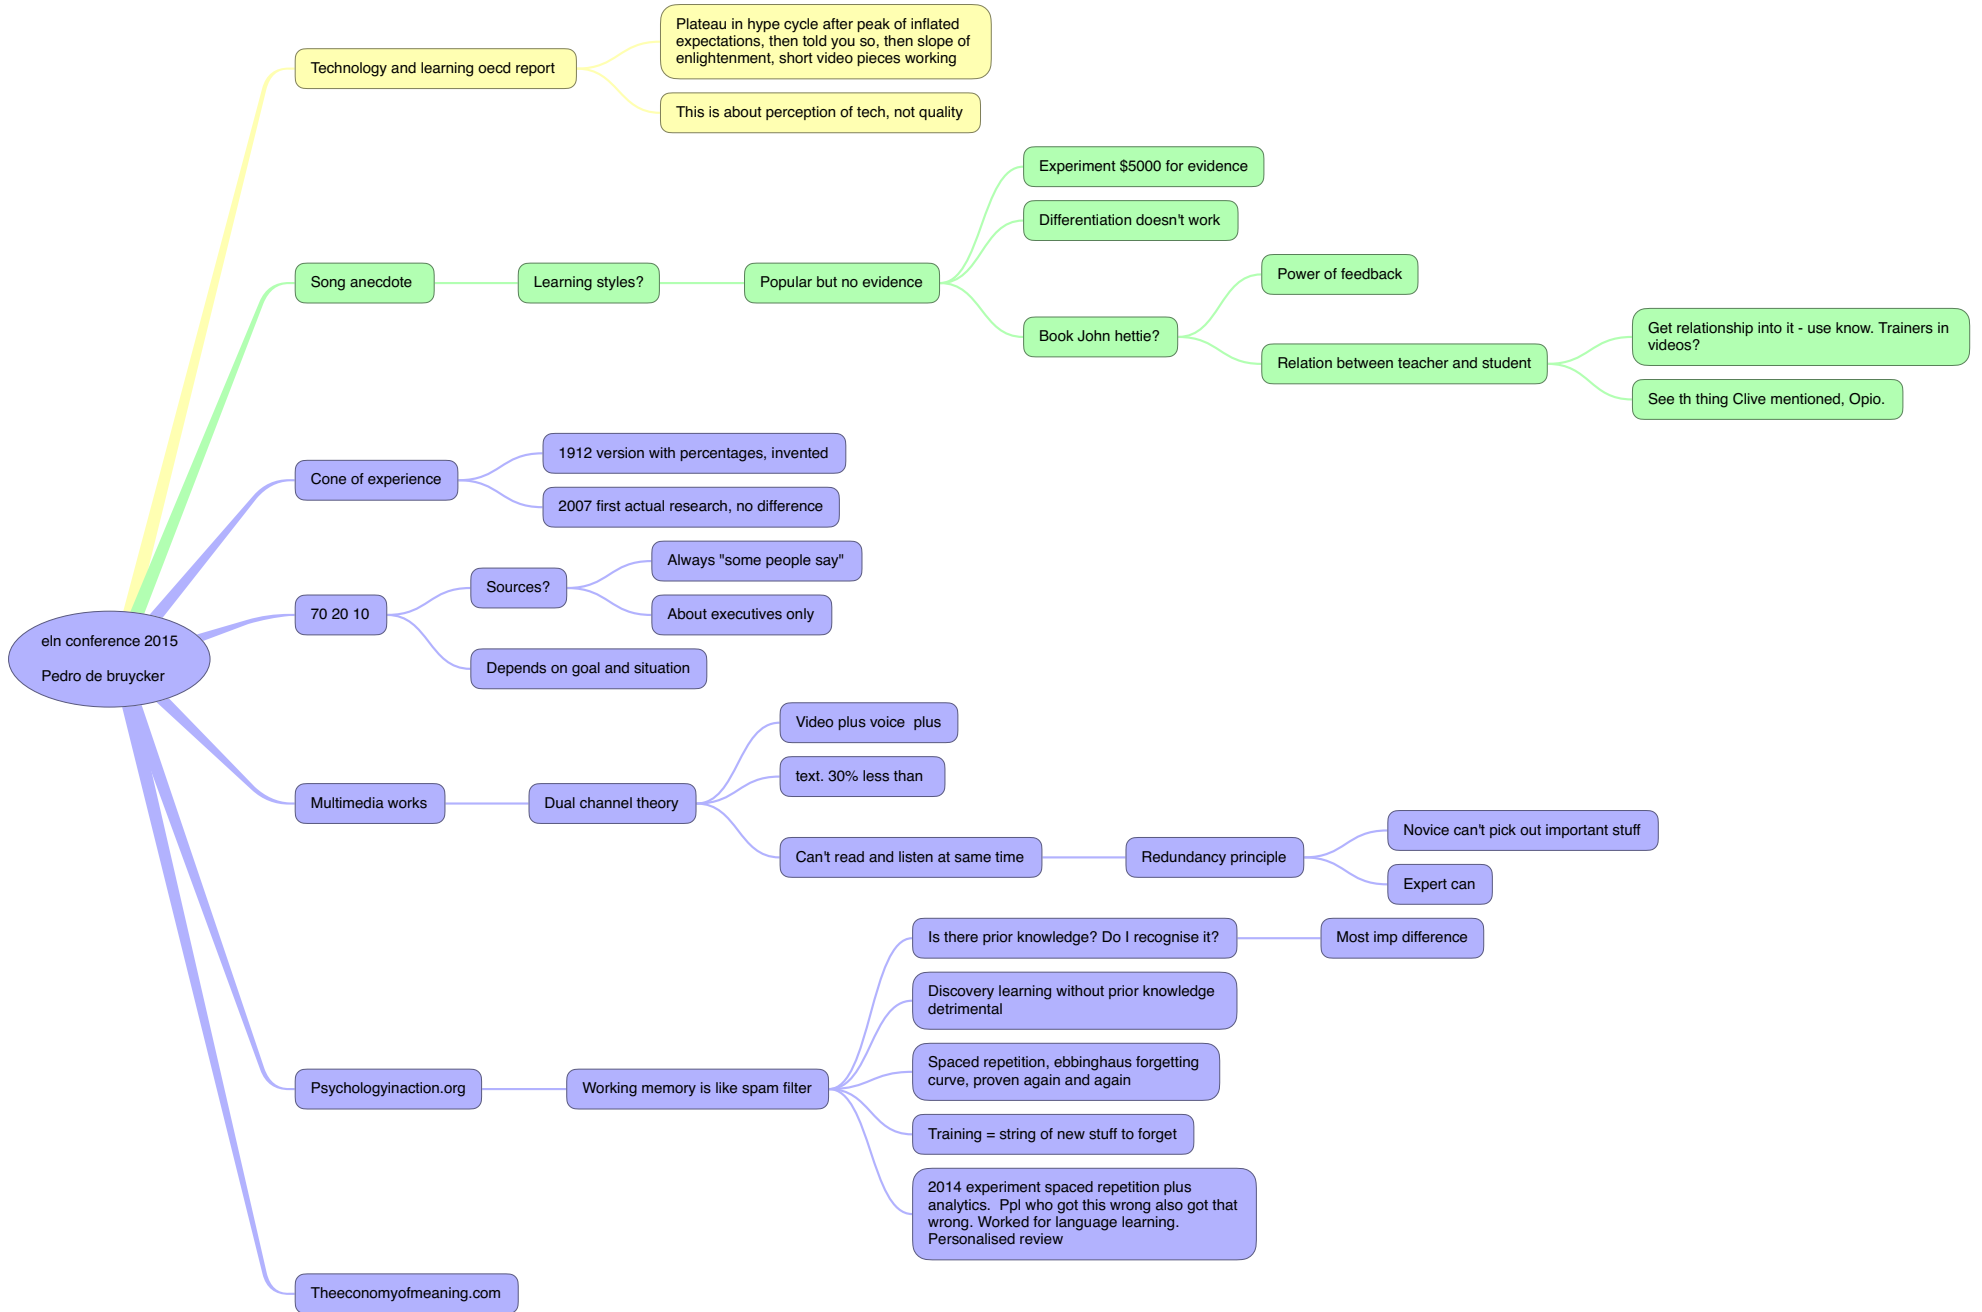 Plateau in hype cycle after peak of inflated
expectations, then told you so, then slope of
enlightenment, short video pieces working
Technology and learning oecd report
This is about perception of tech, not quality
Experiment $5000 for evidence
Differentiation doesn't work
Song anecdote
Learning styles?
Popular but no evidence
Power of feedback
Book John hettie?
Get relationship into it - use know. Trainers in
videos?
Relation between teacher and student
See th thing Clive mentioned, Opio.
1912 version with percentages, invented
Cone of experience
2007 first actual research, no difference
Always "some people say"
Sources?
About executives only
70 20 10
Depends on goal and situation
eln conference 2015
Pedro de bruycker
Video plus voice  plus
text. 30% less than
Multimedia works
Dual channel theory
Can't read and listen at same time
Redundancy principle
Novice can't pick out important stuff
Expert can
Is there prior knowledge? Do I recognise it?
Most imp difference
Discovery learning without prior knowledge
detrimental
Spaced repetition, ebbinghaus forgetting
curve, proven again and again
Psychologyinaction.org
Working memory is like spam filter
Training = string of new stuff to forget
2014 experiment spaced repetition plus
analytics.  Ppl who got this wrong also got that
wrong. Worked for language learning.
Personalised review
Theeconomyofmeaning.com